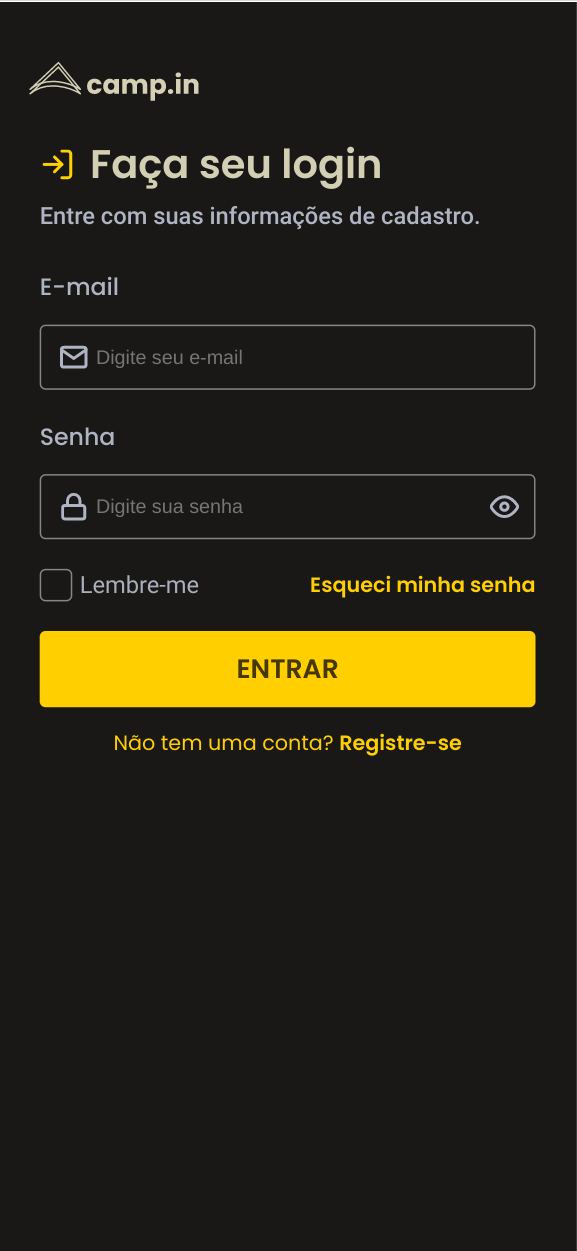 camp.in
Faça seu login
Entre com suas informações de cadastro.
E-mail
Digite seu e-mail
Senha
Digite sua senha
Lembre-me Esqueci minha senha
ENTRAR
Não tem uma conta? Registre-se